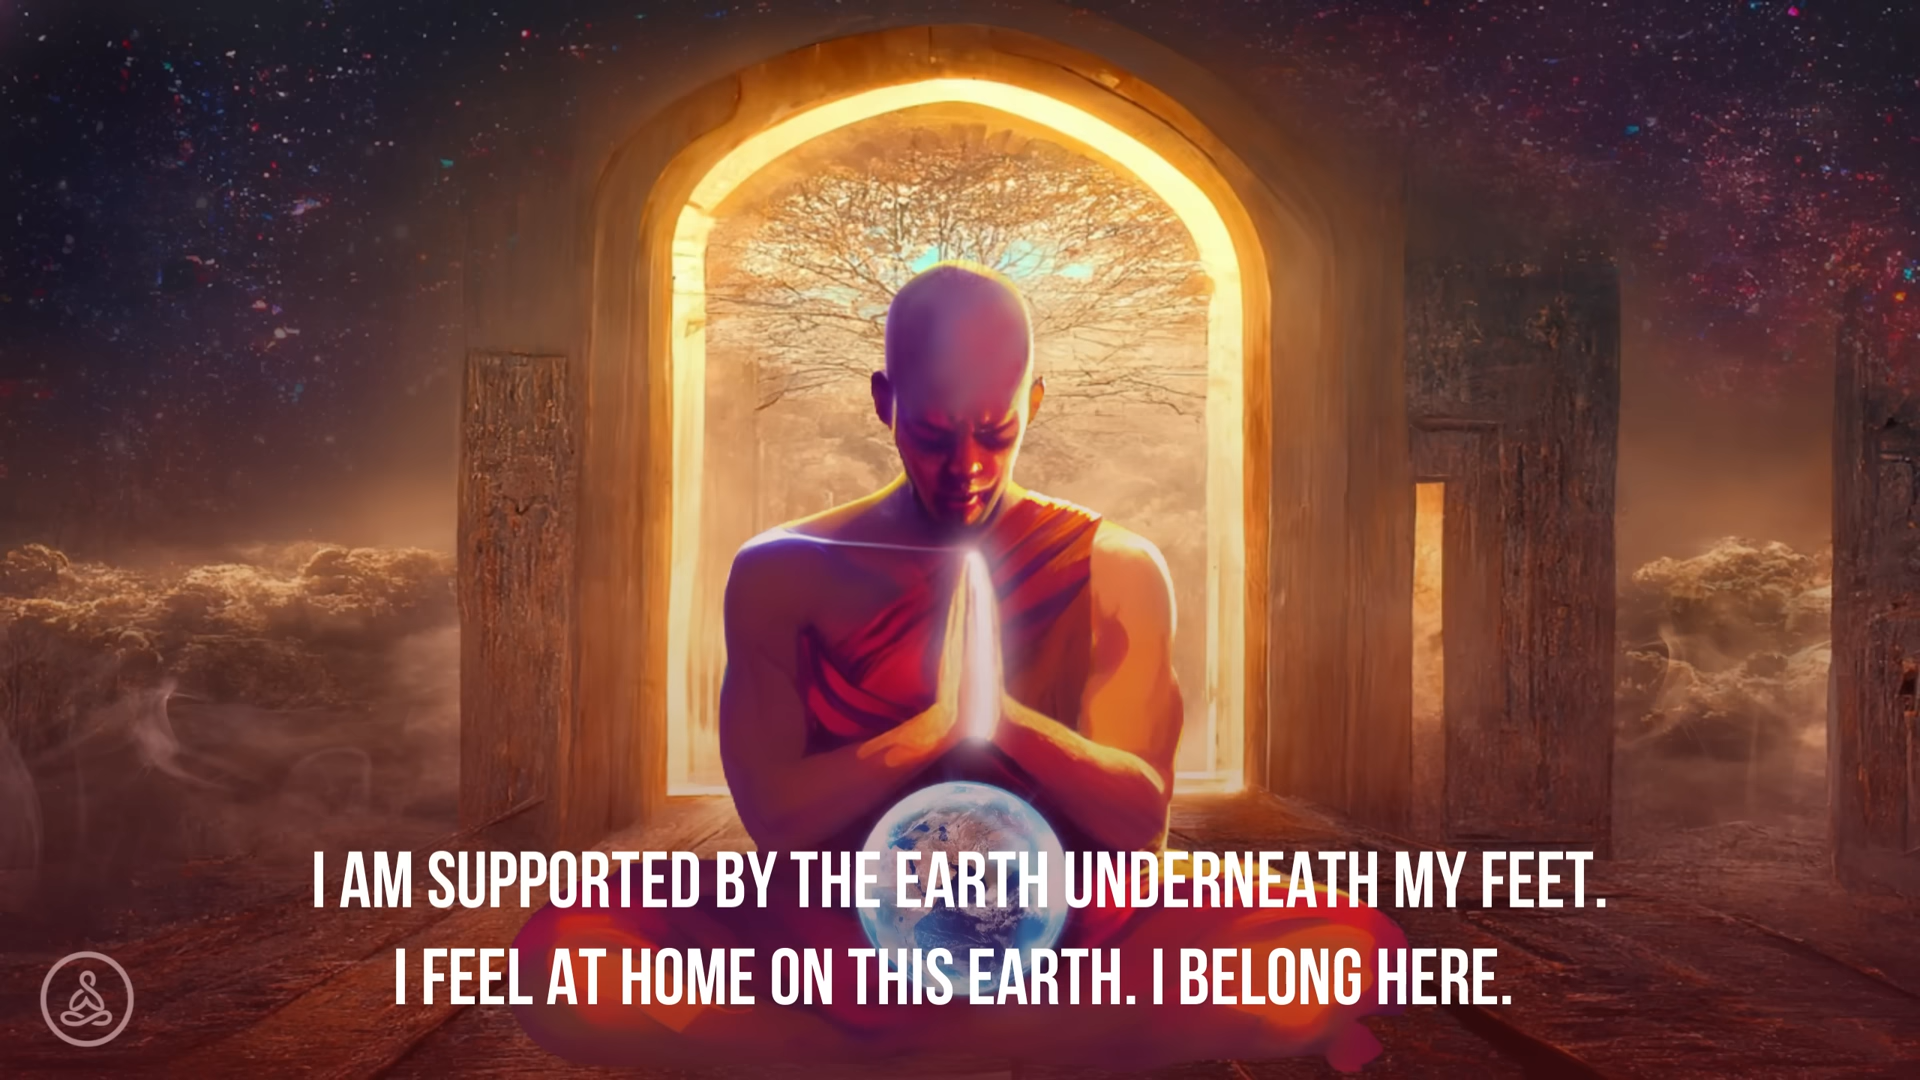 I AM SUPPORTED BY THE EARTH UNDERNEATH MY FEET.
I FEEL AT HOME ON THIS EARTH. I BELONG HERE.